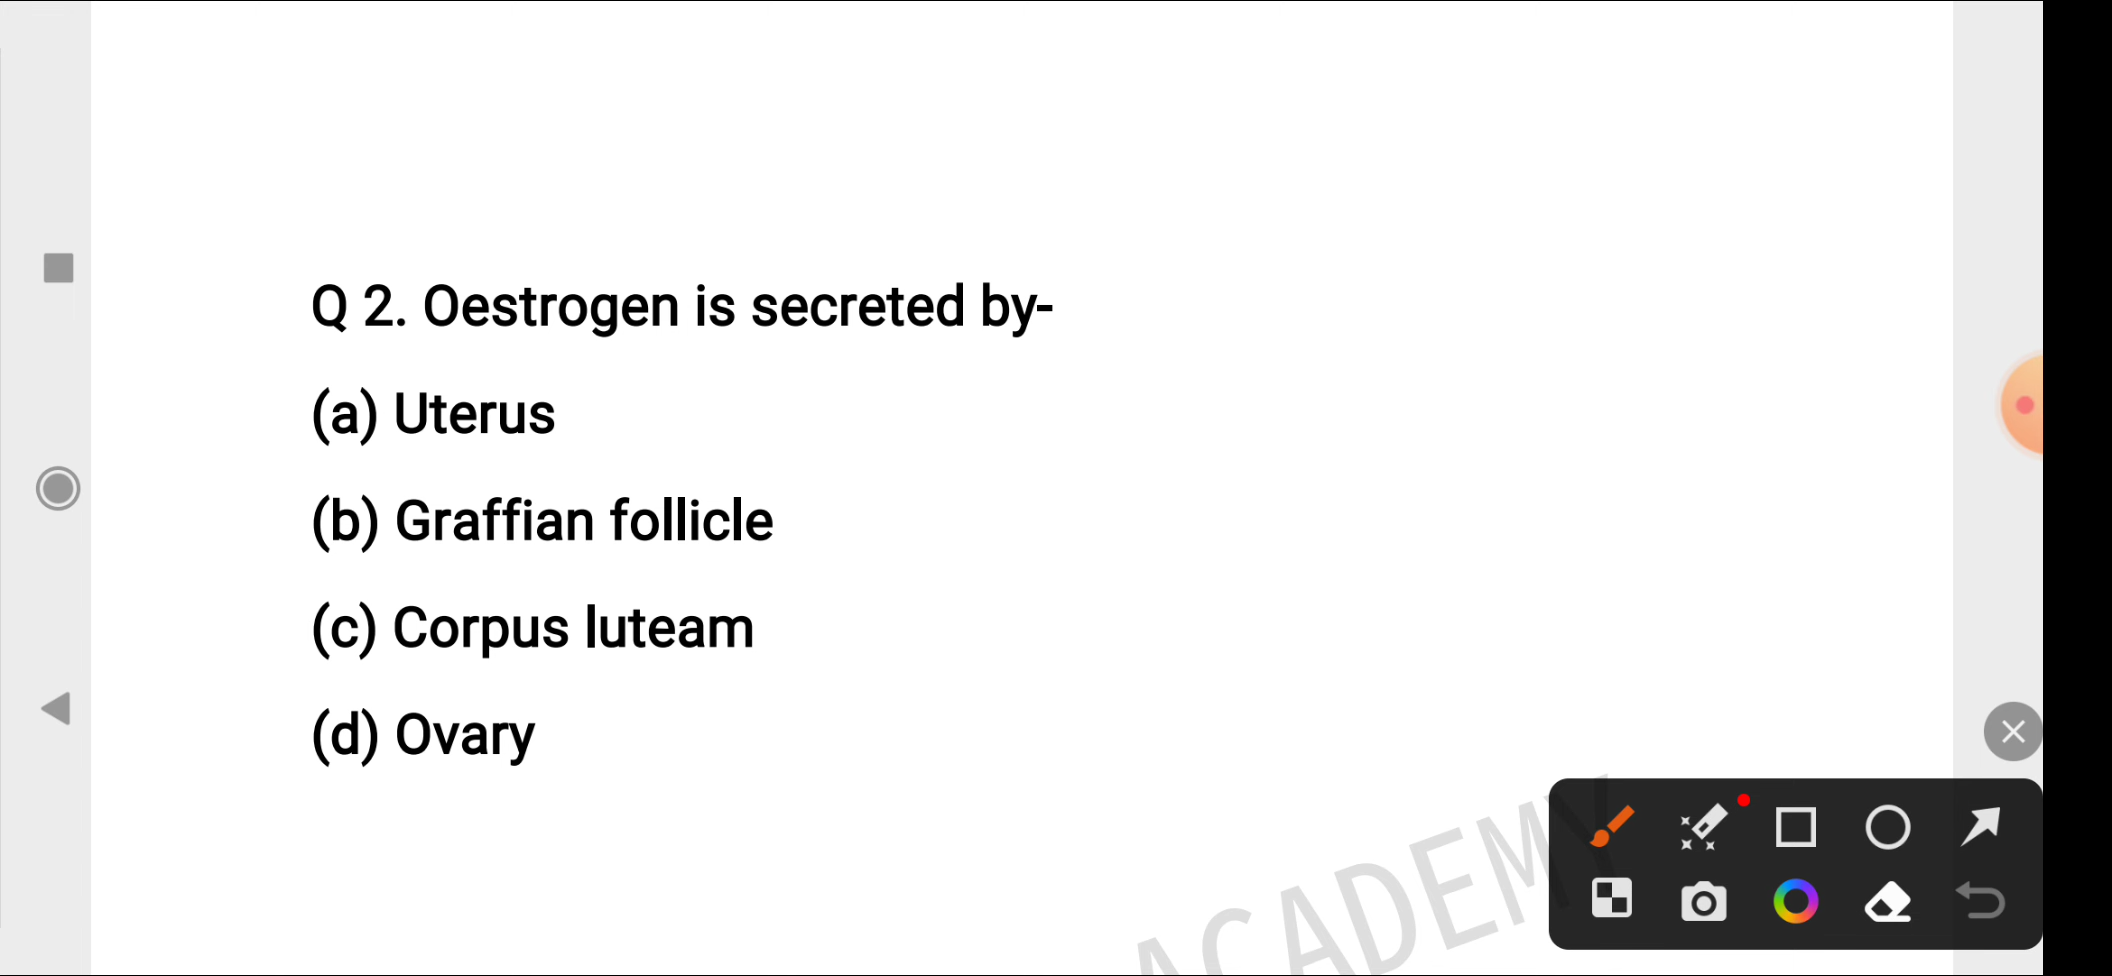 Q 2. Oestrogen is secreted by-
(a) Uterus
(b) Graffian follicle
(c) Corpus luteam
(d) Ovary
ACADEMY